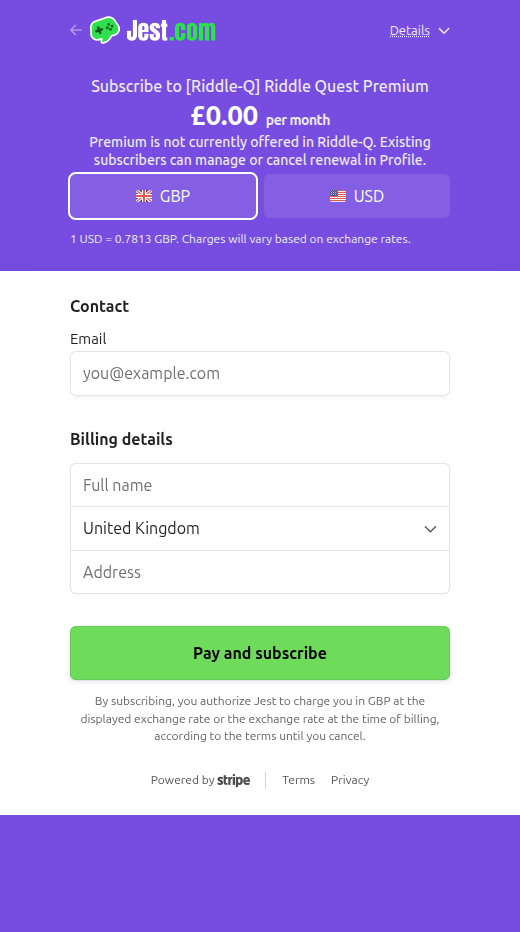 Jest.com
Details
Subscribe to [Riddle-Q] Riddle Quest Premium
£0.00 per month
Premium is not currently offered in Riddle-Q. Existing
subscribers can manage or cancel renewal in Profile.
GBP
USD
1 USD = 0.7813 GBP. Charges will vary based on exchange rates.
Contact
Email
you@example.com
Billing details
Full name
United Kingdom
Address
Pay and subscribe
By subscribing, you authorize Jest to charge you in GBP at the
displayed exchange rate or the exchange rate at the time of billing,
according to the terms until you cancel.
Powered by stripe
Terms
Privacy